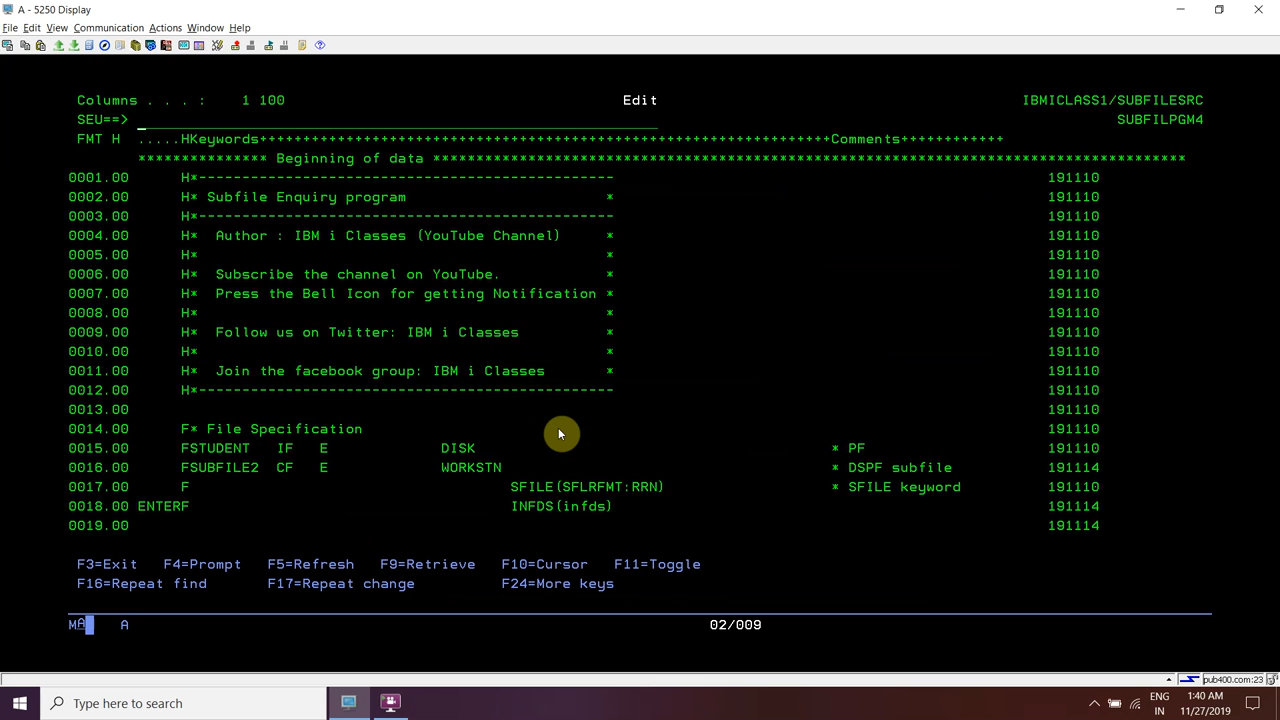 A - 5250 Display
File Edit View Communication Actions Window Help
Columns . . . : 1 100 Edit IBMICLASS1/SUBFILESRC
SEU==> SUBFILPGM4
FMT H .....HKeywords++++++++++++++++++++++++++++++++++++++++++++++++++++++++++++++++++Comments++++++++++++
*************** Beginning of data ***************************************************************************************
0001.00 H*------------------------------------------------ 191110
0002.00 H* Subfile Enquiry program * 191110
0003.00 H*------------------------------------------------ 191110
0004.00 H* Author : IBM i Classes (YouTube Channel) * 191110
0005.00 H* * 191110
0006.00 H* Subscribe the channel on YouTube. * 191110
0007.00 H* Press the Bell Icon for getting Notification * 191110
0008.00 H* * 191110
0009.00 H* Follow us on Twitter: IBM i Classes * 191110
0010.00 H* * 191110
0011.00 H* Join the facebook group: IBM i Classes * 191110
0012.00 H*------------------------------------------------ 191110
0013.00 191110
0014.00 F* File Specification 191110
0015.00 FSTUDENT IF E DISK * PF 191110
0016.00 FSUBFILE2 CF E WORKSTN * DSPF subfile 191114
0017.00 F SFILE(SFLRFMT:RRN) * SFILE keyword 191110
0018.00 ENTERF INFDS(infds) 191114
0019.00 191114
F3=Exit F4=Prompt F5=Refresh F9=Retrieve F10=Cursor F11=Toggle
F16=Repeat find F17=Repeat change F24=More keys
MA A 02/009
pub400.com:23
Type here to search
ENG 1:40 AM
IN 11/27/2019